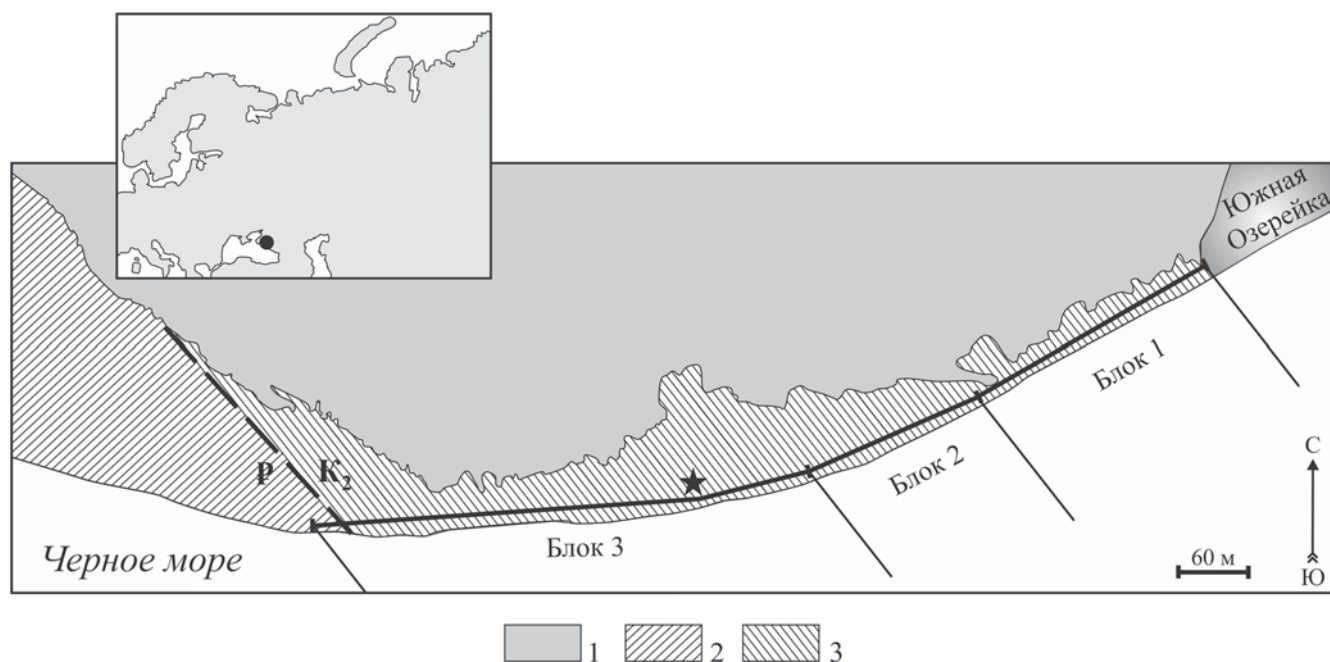 Южная
Озерейка
Блок 1
P K₂
Блок 2
С
Блок 3
60 м
Черное море
Ю
1 2 3